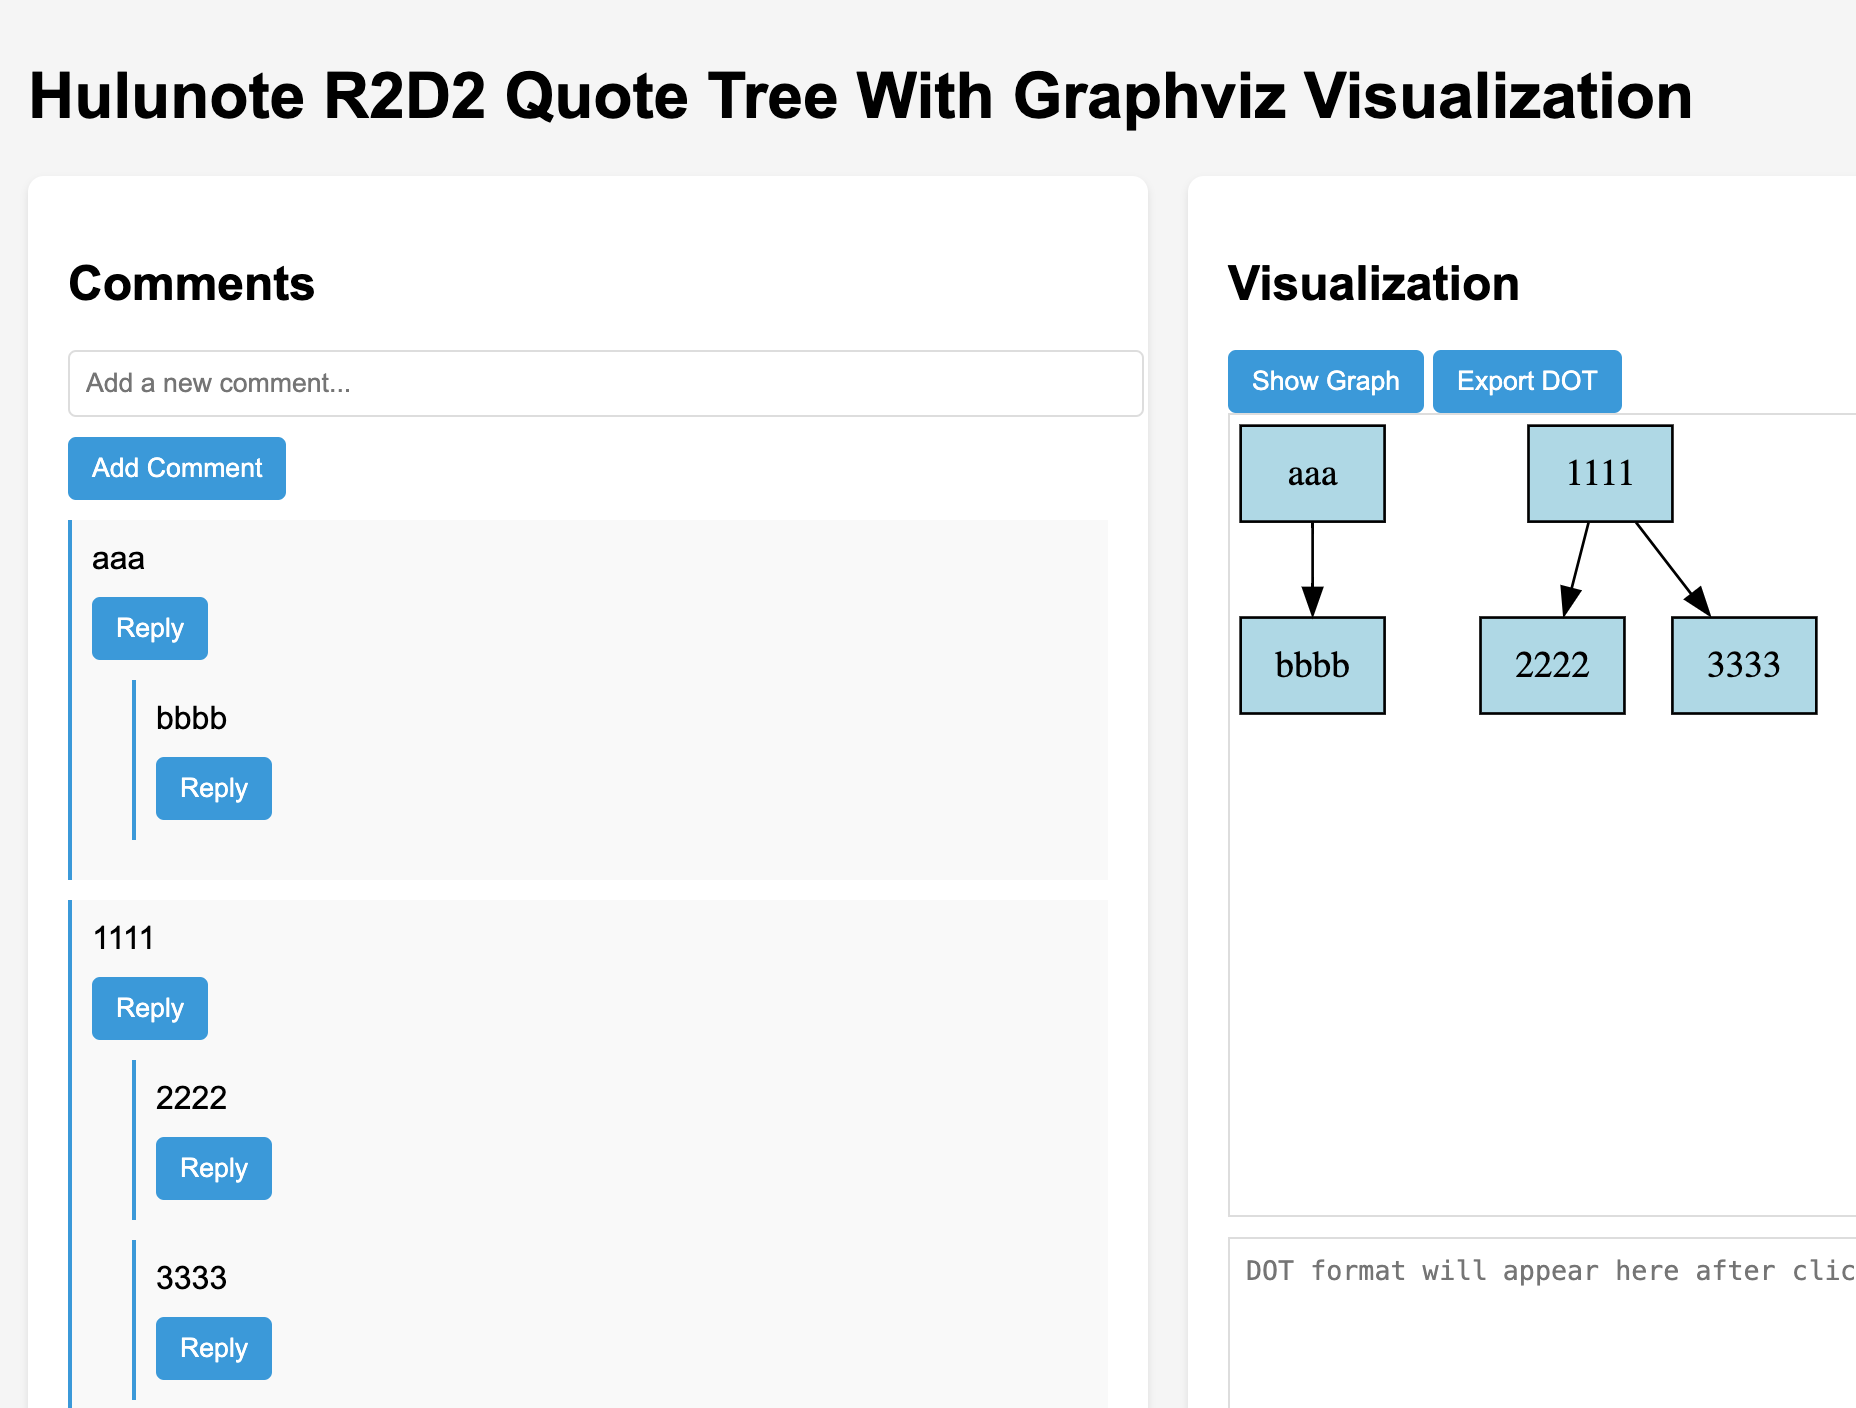 Hulunote R2D2 Quote Tree With Graphviz Visualization
Comments
Add a new comment...
Add Comment
aaa
Reply
bbbb
Reply
1111
Reply
2222
Reply
3333
Reply
Visualization
Show Graph Export DOT
aaa 1111
bbbb 2222 3333
DOT format will appear here after clic